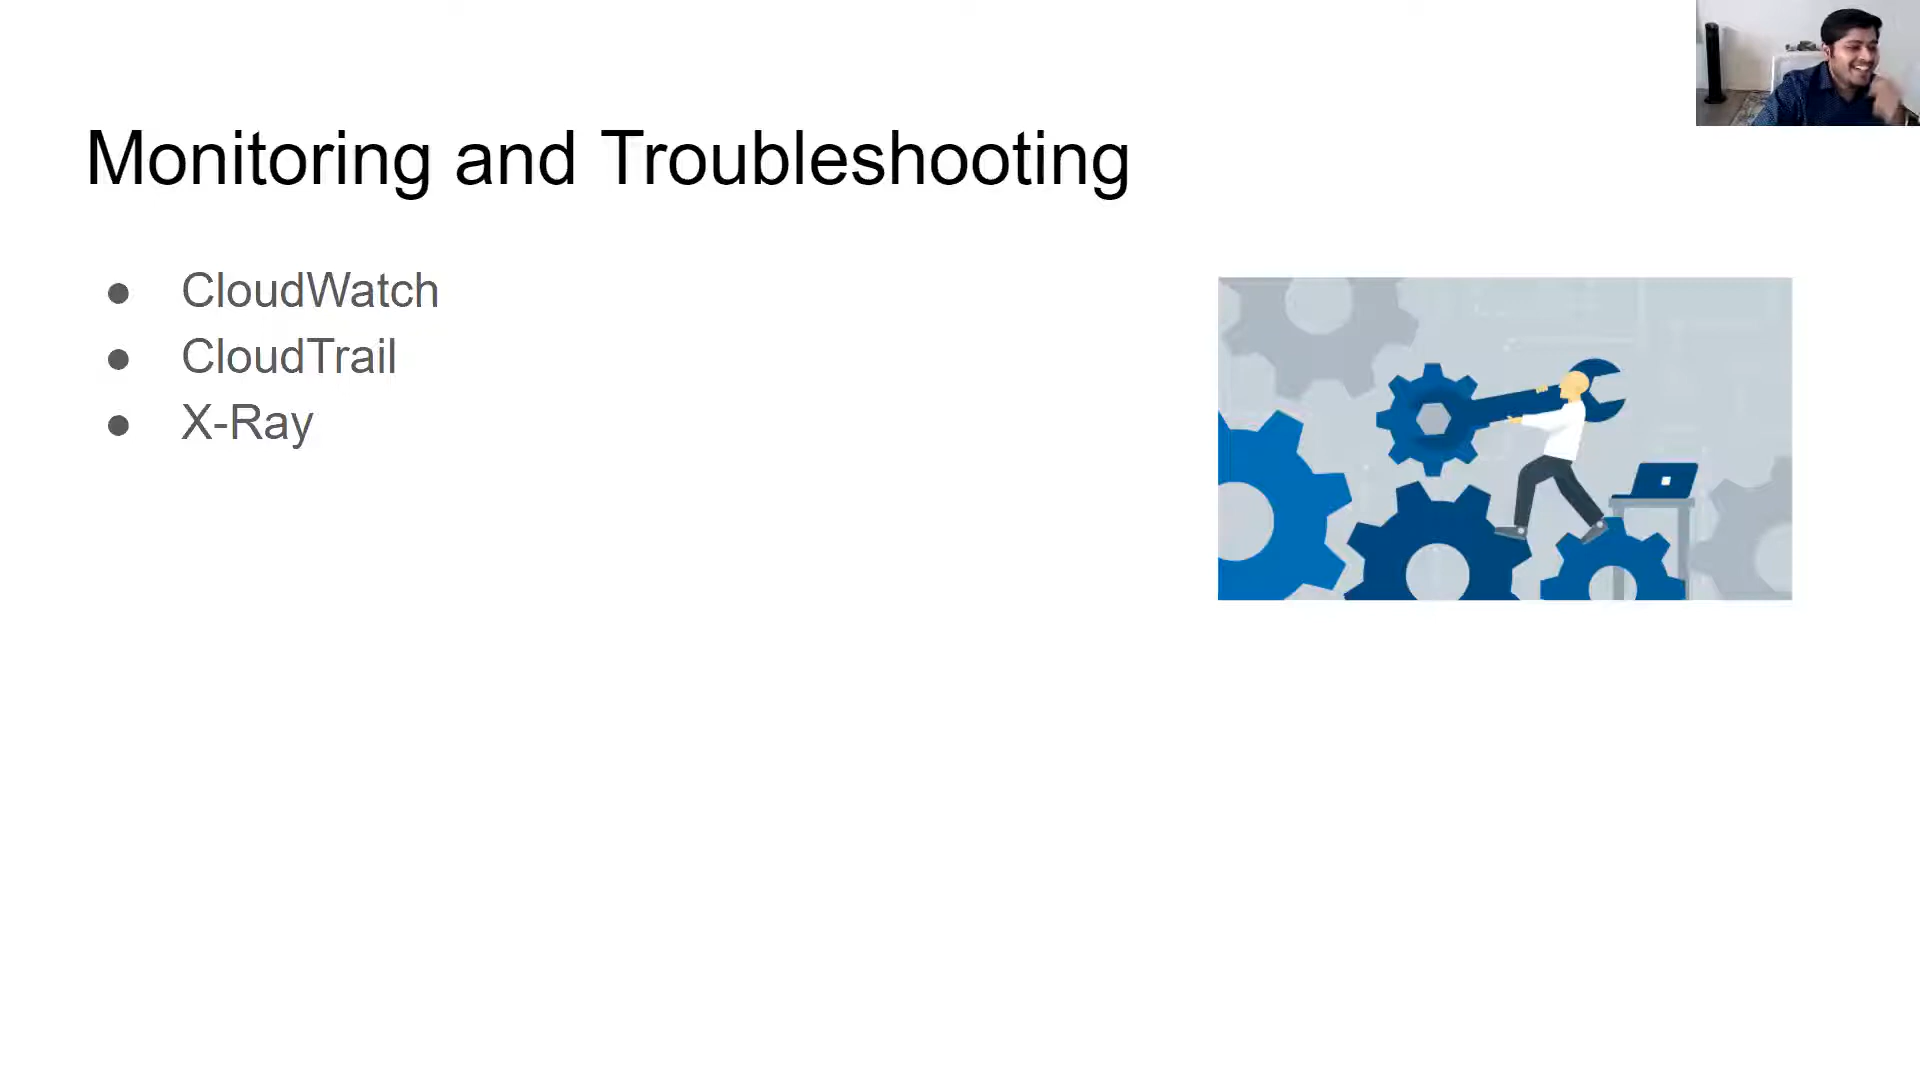 Monitoring and Troubleshooting
● CloudWatch
● CloudTrail
● X-Ray